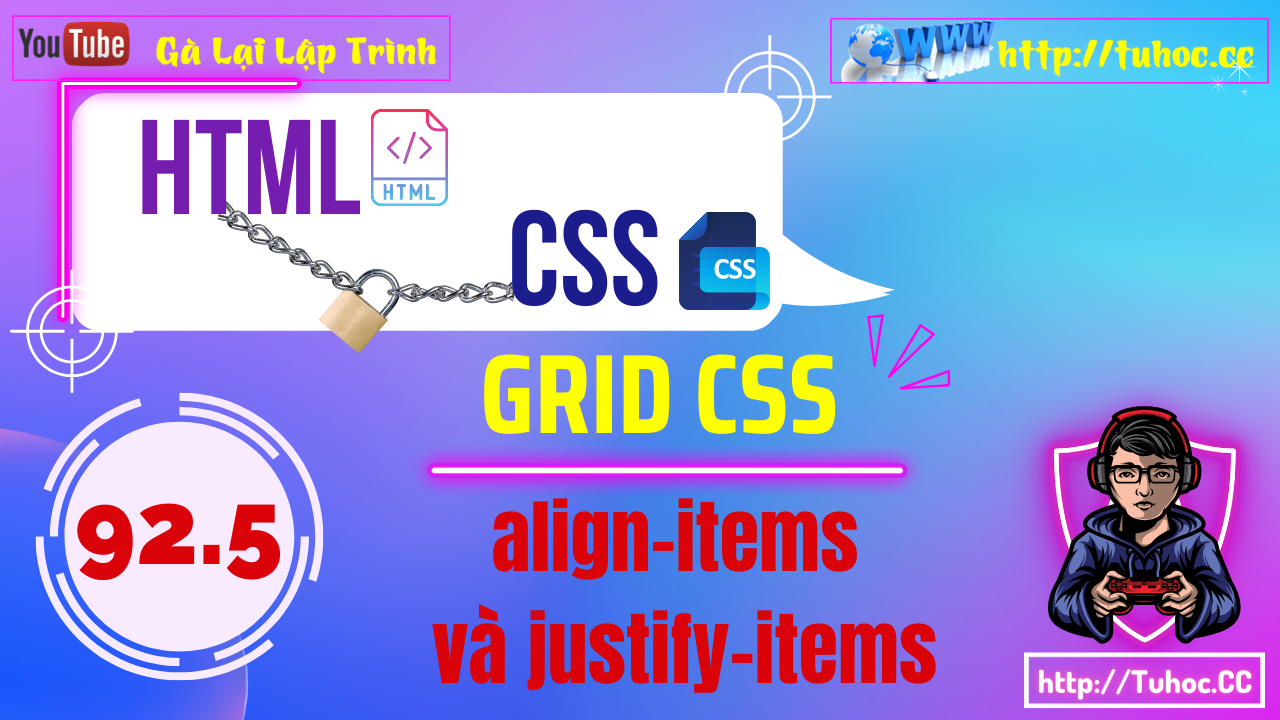 YouTube Gà Lại Lập Trình
WWW http://tuhoc.cc
HTML
</>
HTML
CSS
CSS
GRID CSS
92.5
align-items
và justify-items
http://Tuhoc.CC